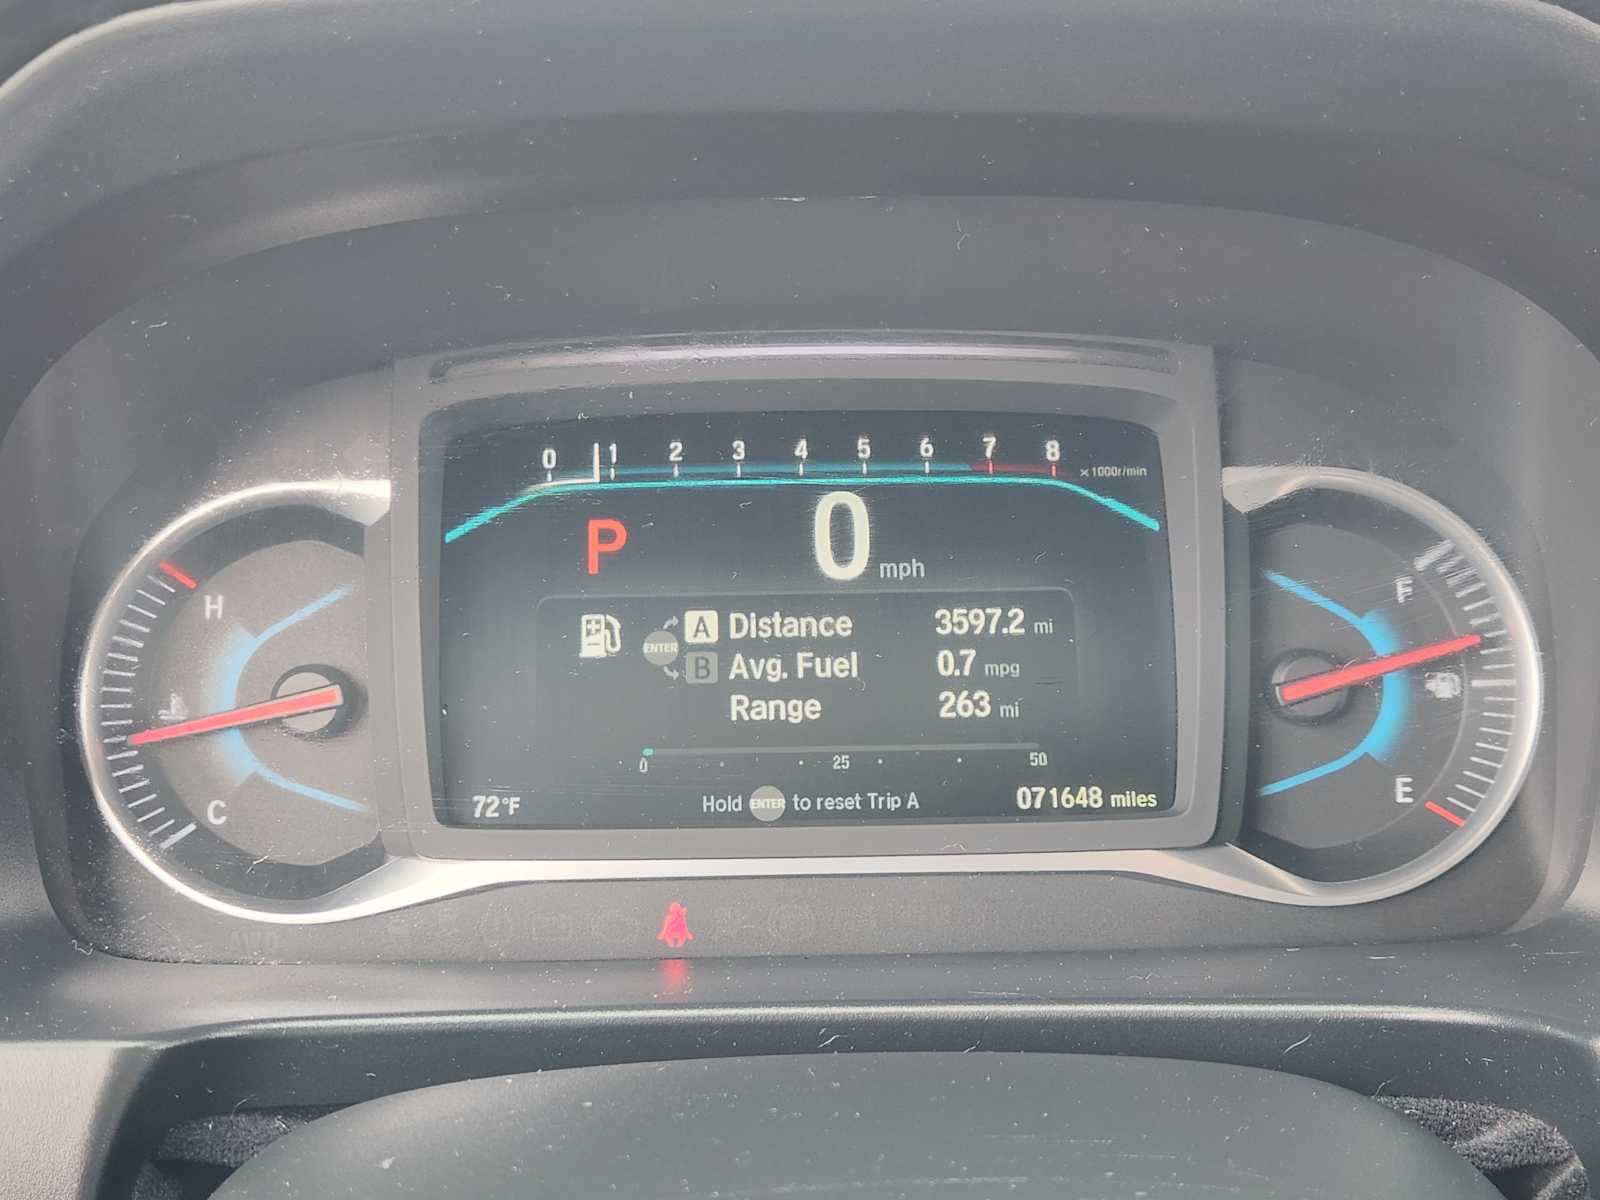 0 1 2 3 4 5 6 7 8
×1000r/min
P 0 mph
H
F
ENTER
A Distance 3597.2 mi
B Avg. Fuel 0.7 mpg
Range 263 mi
0 25 50
C
E
72°F
Hold ENTER to reset Trip A
071648 miles
AWD